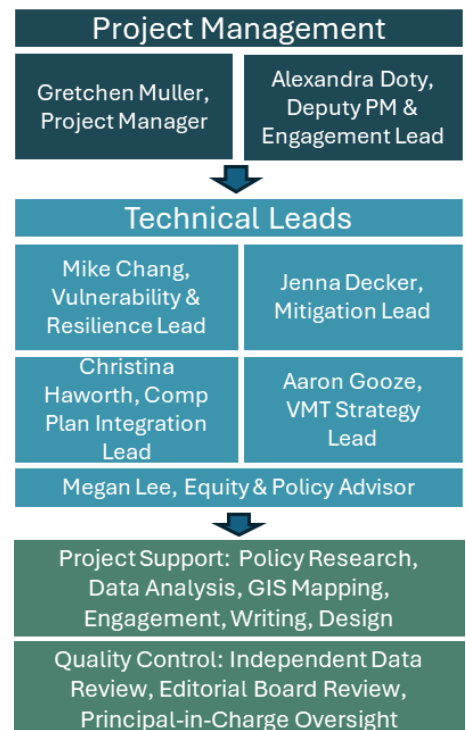 Project Management
Gretchen Muller,
Project Manager
Alexandra Doty,
Deputy PM &
Engagement Lead
Technical Leads
Mike Chang,
Vulnerability &
Resilience Lead
Jenna Decker,
Mitigation Lead
Christina
Haworth, Comp
Plan Integration
Lead
Aaron Gooze,
VMT Strategy
Lead
Megan Lee, Equity & Policy Advisor
Project Support: Policy Research,
Data Analysis, GIS Mapping,
Engagement, Writing, Design
Quality Control: Independent Data
Review, Editorial Board Review,
Principal-in-Charge Oversight